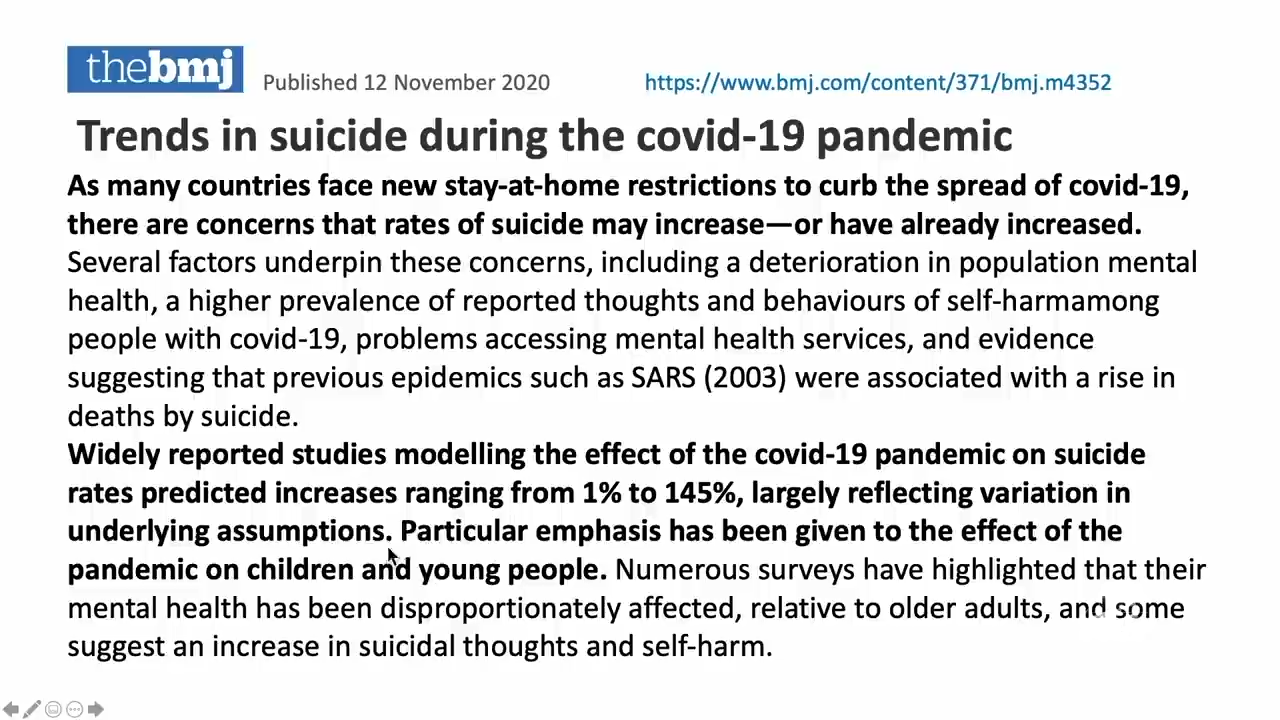 thebmj Published 12 November 2020 https://www.bmj.com/content/371/bmj.m4352
Trends in suicide during the covid-19 pandemic
As many countries face new stay-at-home restrictions to curb the spread of covid-19,
there are concerns that rates of suicide may increase—or have already increased.
Several factors underpin these concerns, including a deterioration in population mental
health, a higher prevalence of reported thoughts and behaviours of self-harmamong
people with covid-19, problems accessing mental health services, and evidence
suggesting that previous epidemics such as SARS (2003) were associated with a rise in
deaths by suicide.
Widely reported studies modelling the effect of the covid-19 pandemic on suicide
rates predicted increases ranging from 1% to 145%, largely reflecting variation in
underlying assumptions. Particular emphasis has been given to the effect of the
pandemic on children and young people. Numerous surveys have highlighted that their
mental health has been disproportionately affected, relative to older adults, and some
suggest an increase in suicidal thoughts and self-harm.